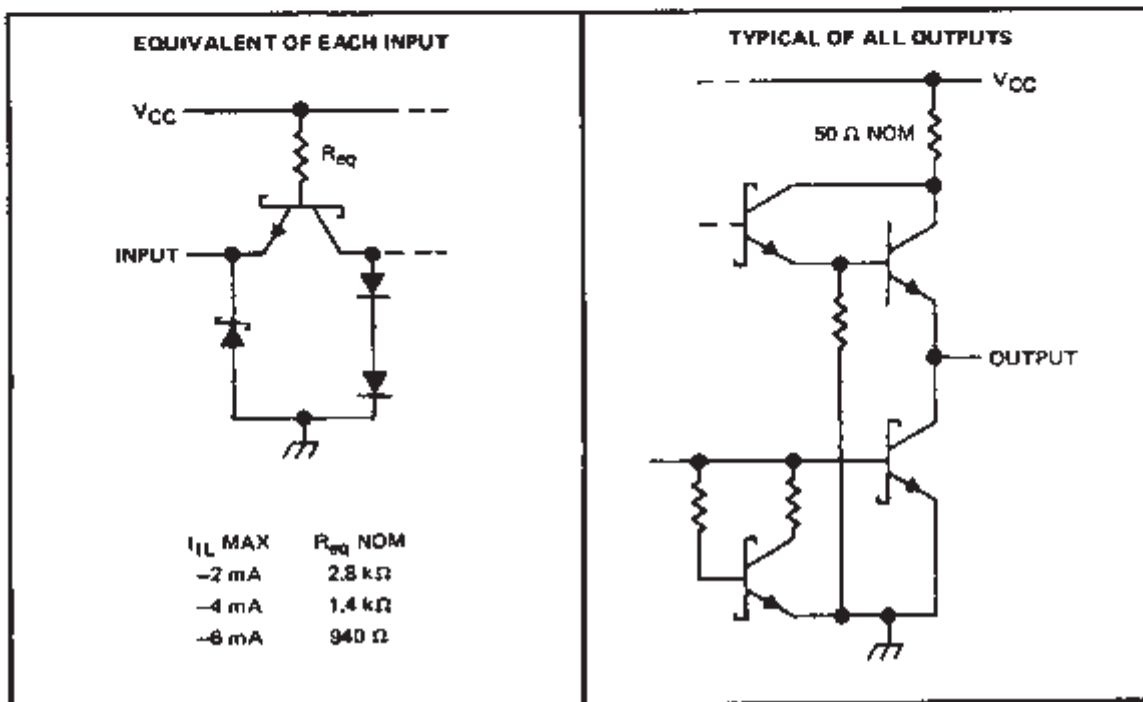 EQUIVALENT OF EACH INPUT
VCC
Req
INPUT
IIL MAX Req NOM
–2 mA 2.8 kΩ
–4 mA 1.4 kΩ
–6 mA 940 Ω
TYPICAL OF ALL OUTPUTS
VCC
50 Ω NOM
OUTPUT